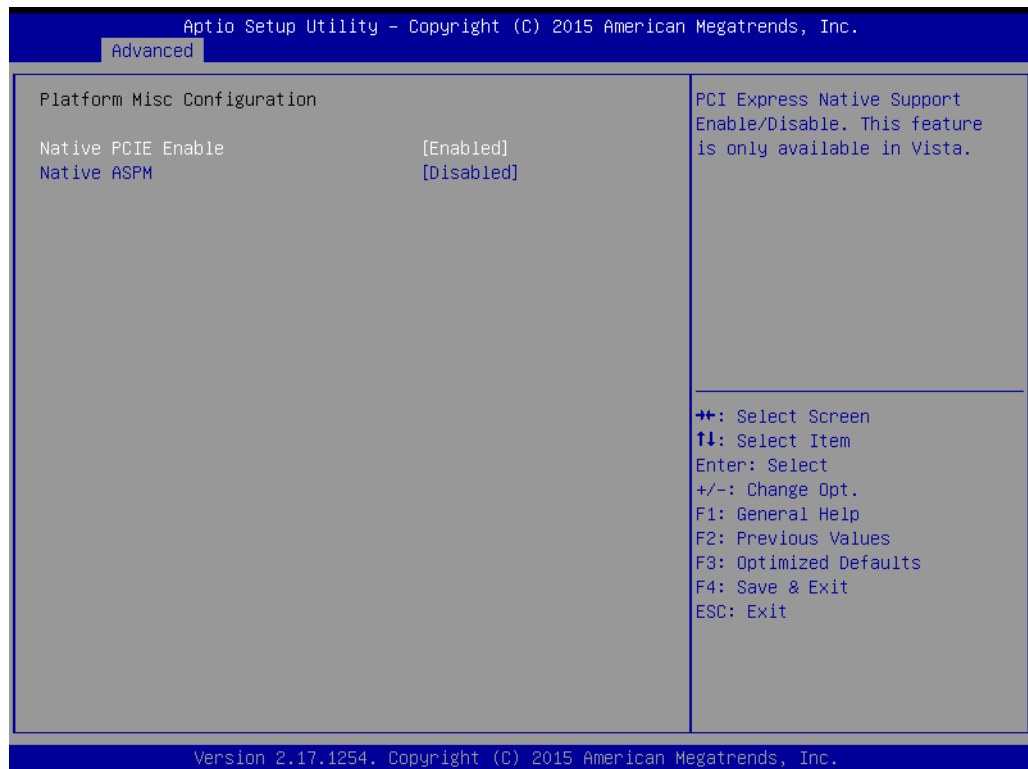 Aptio Setup Utility – Copyright (C) 2015 American Megatrends, Inc.
Advanced
Platform Misc Configuration
Native PCIE Enable [Enabled]
Native ASPM [Disabled]
PCI Express Native Support
Enable/Disable. This feature
is only available in Vista.
→←: Select Screen
↑↓: Select Item
Enter: Select
+/-: Change Opt.
F1: General Help
F2: Previous Values
F3: Optimized Defaults
F4: Save & Exit
ESC: Exit
Version 2.17.1254. Copyright (C) 2015 American Megatrends, Inc.